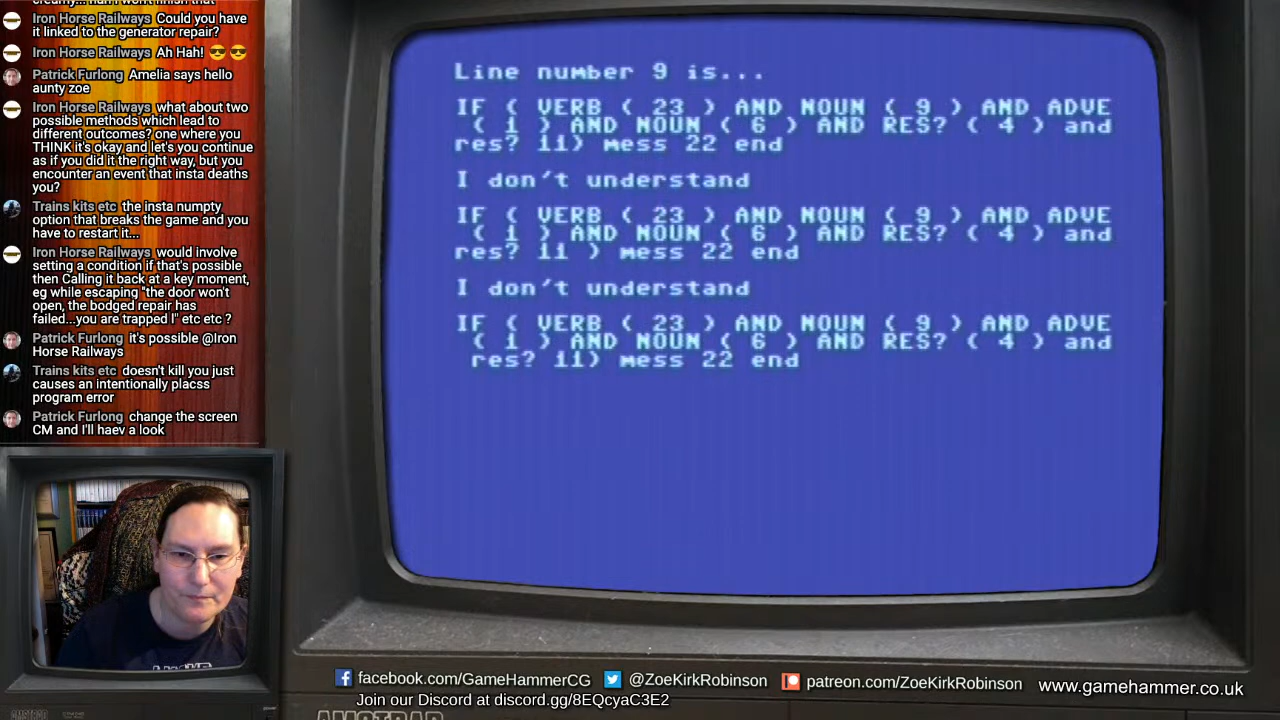 Iron Horse Railways Could you have
it linked to the generator repair?
Iron Horse Railways Ah Hah! 😎 😎
Patrick Furlong Amelia says hello
aunty zoe
Iron Horse Railways what about two
possible methods which lead to
different outcomes? one where you
THINK it's okay and let's you continue
as if you did it the right way, but you
encounter an event that insta deaths
you?
Trains kits etc the insta numpty
option that breaks the game and you
have to restart it...
Iron Horse Railways would involve
setting a condition if that's possible
then Calling it back at a key moment,
eg while escaping "the door won't
open, the bodged repair has
failed...you are trapped !" etc etc ?
Patrick Furlong it's possible @Iron
Horse Railways
Trains kits etc doesn't kill you just
causes an intentionally placss
program error
Patrick Furlong change the screen
CM and I'll haev a look
Line number 9 is...
IF ( VERB ( 23 ) AND NOUN ( 9 ) AND ADVE
( 1 ) AND NOUN ( 6 ) AND RES? ( 4 ) and
res? 11) mess 22 end
I don't understand
IF ( VERB ( 23 ) AND NOUN ( 9 ) AND ADVE
( 1 ) AND NOUN ( 6 ) AND RES? ( 4 ) and
res? 11 ) mess 22 end
I don't understand
IF ( VERB ( 23 ) AND NOUN ( 9 ) AND ADVE
( 1 ) AND NOUN ( 6 ) AND RES? ( 4 ) and
res? 11) mess 22 end
facebook.com/GameHammerCG @ZoeKirkRobinson patreon.com/ZoeKirkRobinson www.gamehammer.co.uk
Join our Discord at discord.gg/8EQcyaC3E2